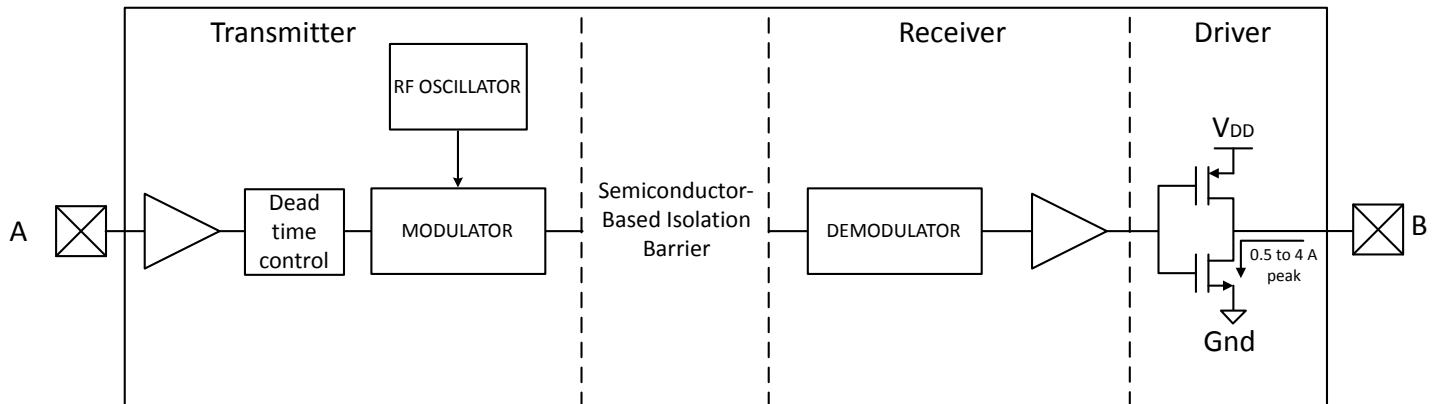 Transmitter
Receiver
Driver
RF OSCILLATOR
VDD
A
Dead
time
control
MODULATOR
Semiconductor-
Based Isolation
Barrier
DEMODULATOR
B
0.5 to 4 A
peak
Gnd